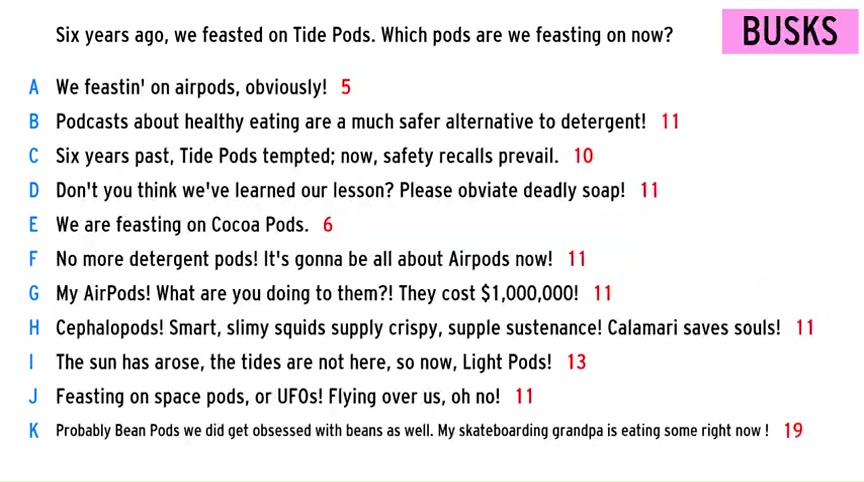 Six years ago, we feasted on Tide Pods. Which pods are we feasting on now?
BUSKS
A We feastin' on airpods, obviously! 5
B Podcasts about healthy eating are a much safer alternative to detergent! 11
C Six years past, Tide Pods tempted; now, safety recalls prevail. 10
D Don't you think we've learned our lesson? Please obviate deadly soap! 11
E We are feasting on Cocoa Pods. 6
F No more detergent pods! It's gonna be all about Airpods now! 11
G My AirPods! What are you doing to them?! They cost $1,000,000! 11
H Cephalopods! Smart, slimy squids supply crispy, supple sustenance! Calamari saves souls! 11
I The sun has arose, the tides are not here, so now, Light Pods! 13
J Feasting on space pods, or UFOs! Flying over us, oh no! 11
K Probably Bean Pods we did get obsessed with beans as well. My skateboarding grandpa is eating some right now ! 19